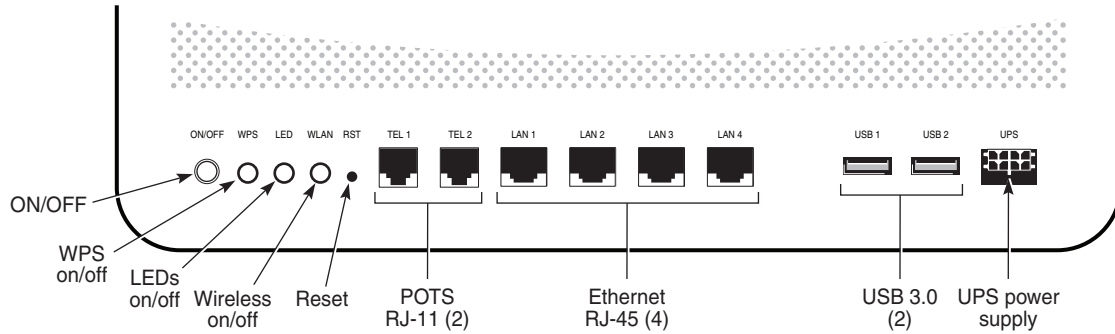 ON/OFF WPS LED WLAN RST TEL 1 TEL 2 LAN 1 LAN 2 LAN 3 LAN 4 USB 1 USB 2 UPS
ON/OFF
WPS
on/off
LEDs
on/off
Wireless
on/off
Reset
POTS
RJ-11 (2)
Ethernet
RJ-45 (4)
USB 3.0
(2)
UPS power
supply